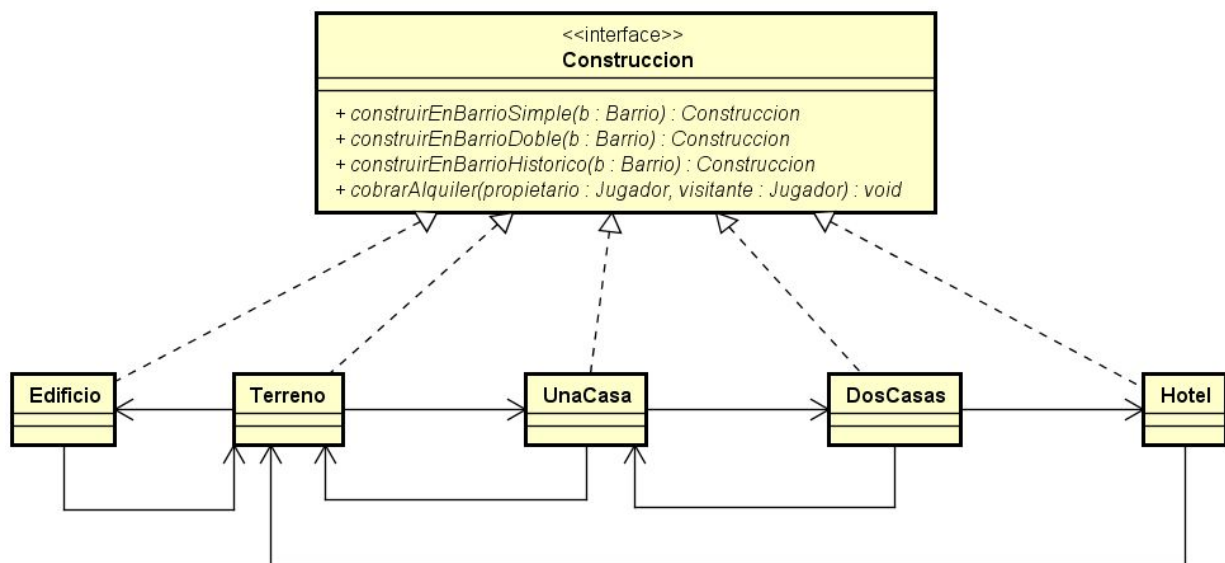 <<interface>>
Construccion
+ construirEnBarrioSimple(b : Barrio) : Construccion
+ construirEnBarrioDoble(b : Barrio) : Construccion
+ construirEnBarrioHistorico(b : Barrio) : Construccion
+ cobrarAlquiler(propietario : Jugador, visitante : Jugador) : void
Edificio Terreno UnaCasa DosCasas Hotel